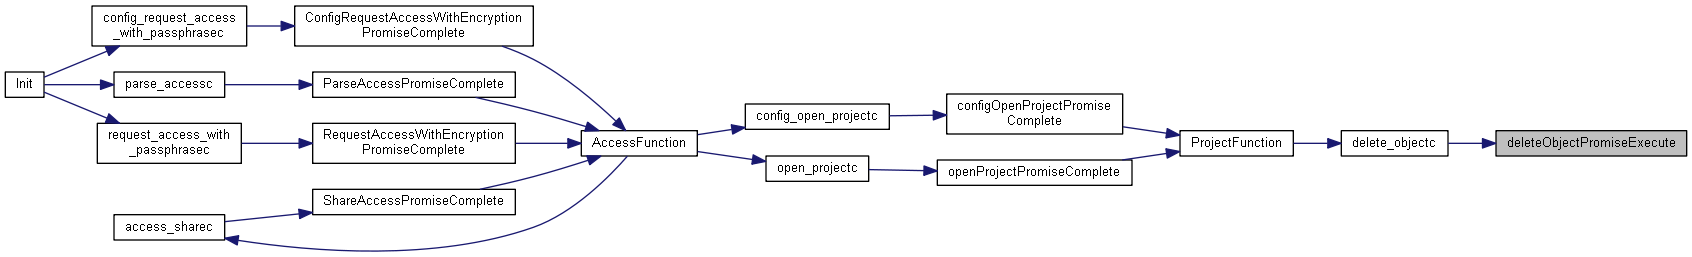 Init
config_request_access
_with_passphrasec
parse_accessc
request_access_with
_passphrasec
access_sharec
ConfigRequestAccessWithEncryption
PromiseComplete
ParseAccessPromiseComplete
RequestAccessWithEncryption
PromiseComplete
ShareAccessPromiseComplete
AccessFunction
config_open_projectc
open_projectc
configOpenProjectPromise
Complete
openProjectPromiseComplete
ProjectFunction
delete_objectc
deleteObjectPromiseExecute